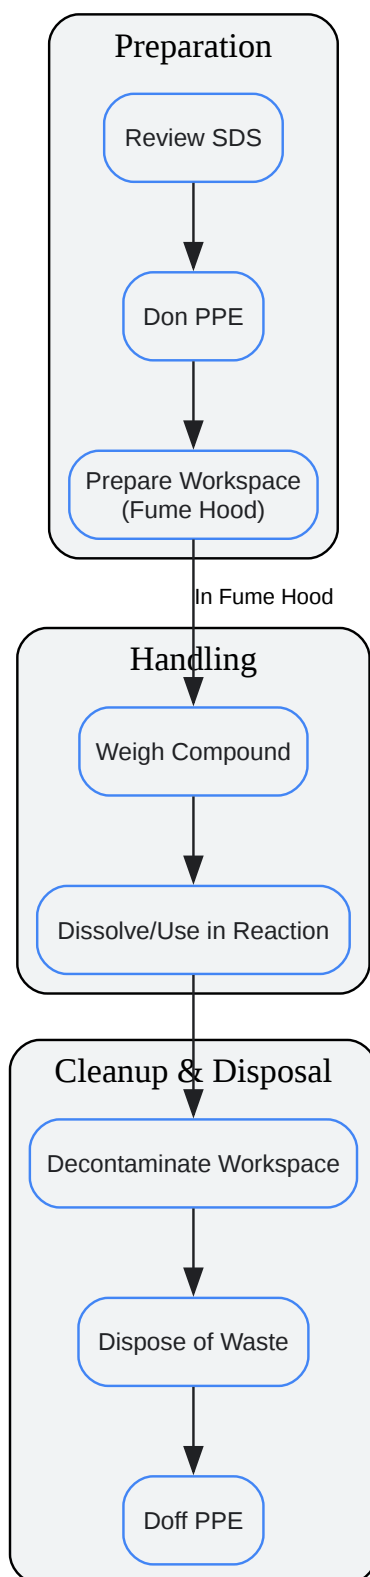 Preparation
Review SDS
Don PPE
Prepare Workspace
(Fume Hood)
In Fume Hood
Handling
Weigh Compound
Dissolve/Use in Reaction
Cleanup & Disposal
Decontaminate Workspace
Dispose of Waste
Doff PPE